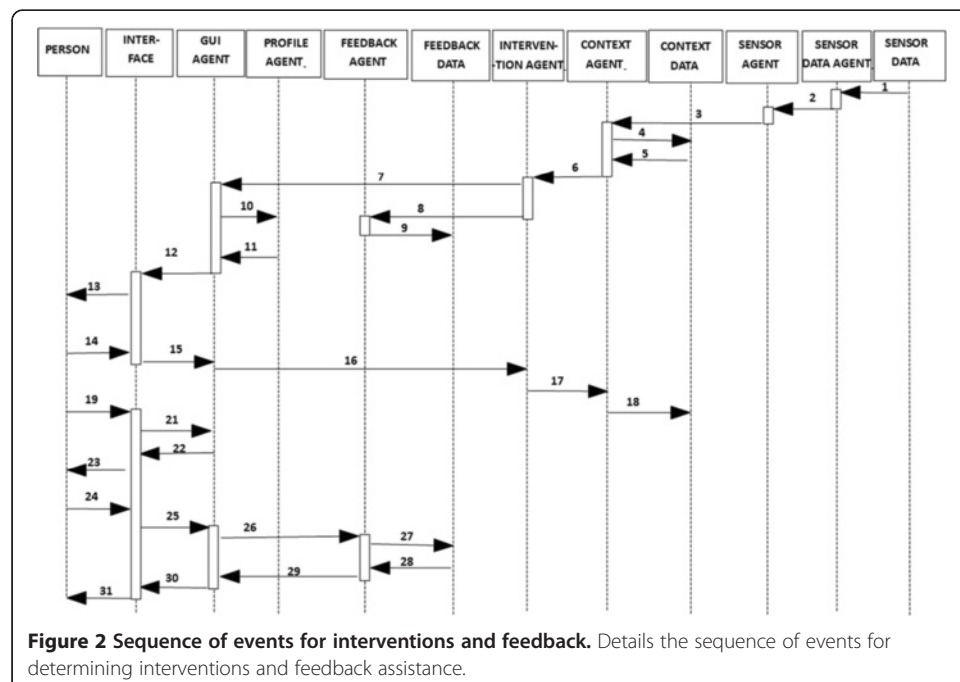 PERSON
INTER-
FACE
GUI
AGENT
PROFILE
AGENT.
FEEDBACK
AGENT
FEEDBACK
DATA
INTERVEN-
-TION AGENT.
CONTEXT
AGENT.
CONTEXT
DATA
SENSOR
AGENT
SENSOR
DATA AGENT.
SENSOR
DATA
1
2
3
4
5
6
7
8
9
10
11
12
13
14
15
16
17
18
19
21
22
23
24
25
26
27
28
29
30
31
Figure 2 Sequence of events for interventions and feedback. Details the sequence of events for
determining interventions and feedback assistance.